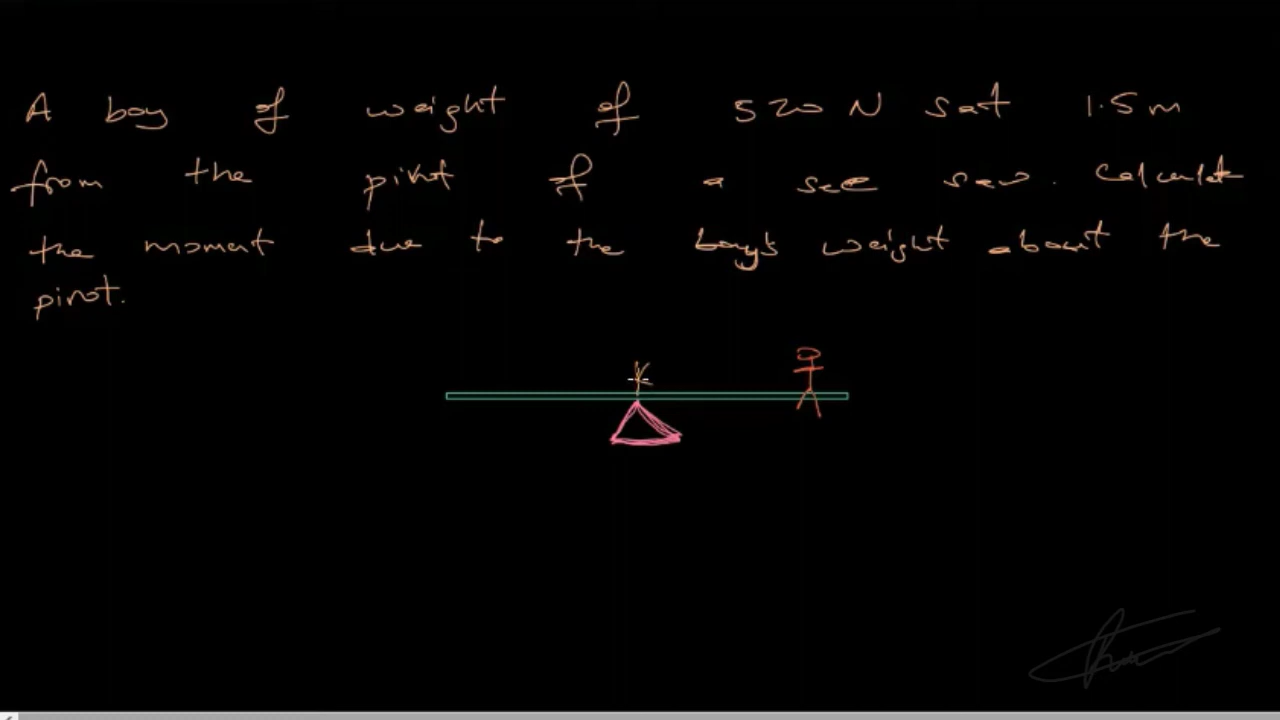 A boy of weight of 520 N sat 1.5 m
from the pivot of a see saw. Calculate
the moment due to the boy's weight about the
pivot.